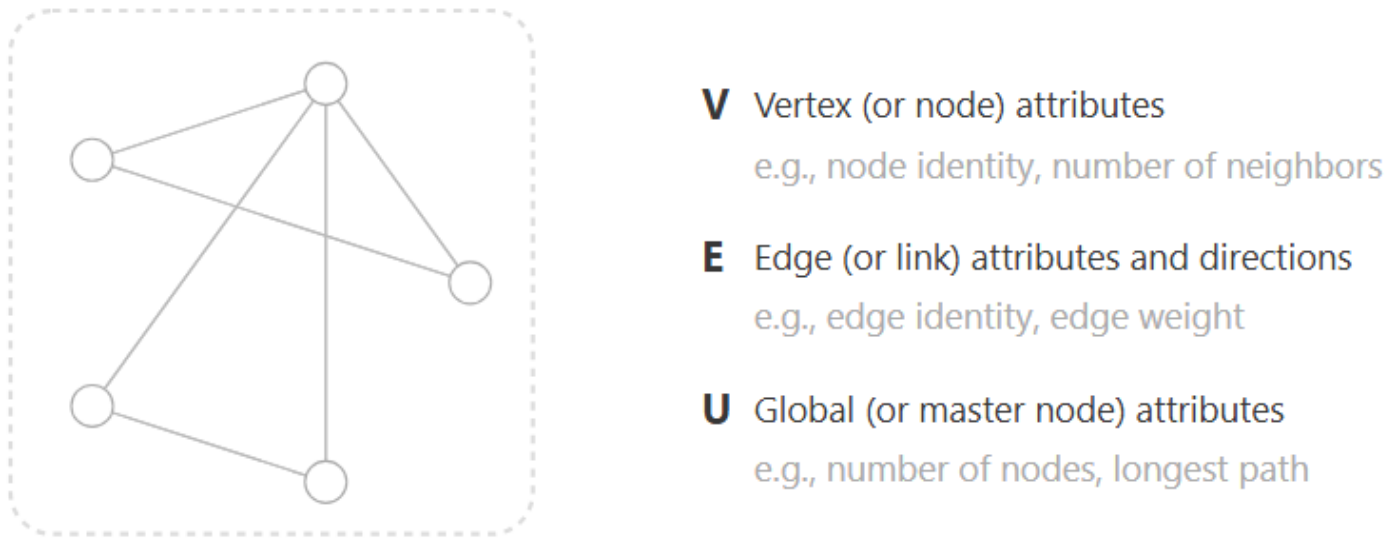 V Vertex (or node) attributes
e.g., node identity, number of neighbors
E Edge (or link) attributes and directions
e.g., edge identity, edge weight
U Global (or master node) attributes
e.g., number of nodes, longest path